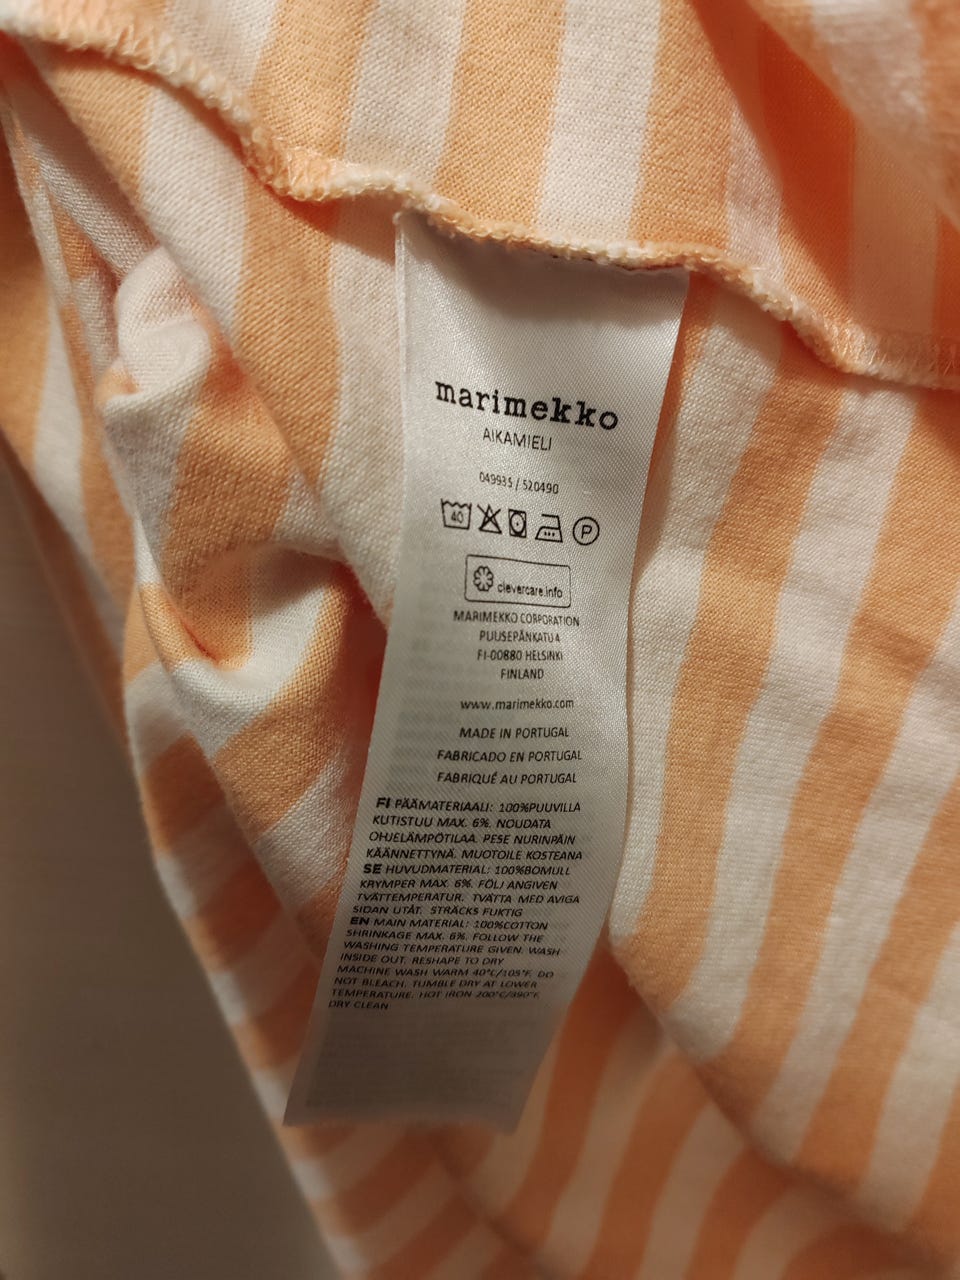 marimekko
AIKAMIELI
049935 / 520490
40 P
clevercare.info
MARIMEKKO CORPORATION
PUUSEPÄNKATU 4
FI-00880 HELSINKI
FINLAND
www.marimekko.com
MADE IN PORTUGAL
FABRICADO EN PORTUGAL
FABRIQUÉ AU PORTUGAL
FI PÄÄMATERIAALI: 100%PUUVILLA
KUTISTUU MAX. 6%. NOUDATA
OHJELÄMPÖTILAA. PESE NURINPÄIN
KÄÄNNETTYNÄ. MUOTOILE KOSTEANA
SE HUVUDMATERIAL: 100%BOMULL
KRYMPER MAX. 6%. FÖLJ ANGIVEN
TVÄTTEMPERATUR. TVÄTTA MED AVIGA
SIDAN UTÅT. STRÄCKS FUKTIG
EN MAIN MATERIAL: 100%COTTON
SHRINKAGE MAX. 6%. FOLLOW THE
WASHING TEMPERATURE GIVEN. WASH
INSIDE OUT. RESHAPE TO DRY
MACHINE WASH WARM 40°C/105°F. DO
NOT BLEACH. TUMBLE DRY AT LOWER
TEMPERATURE. HOT IRON 200°C/390°F.
DRY CLEAN